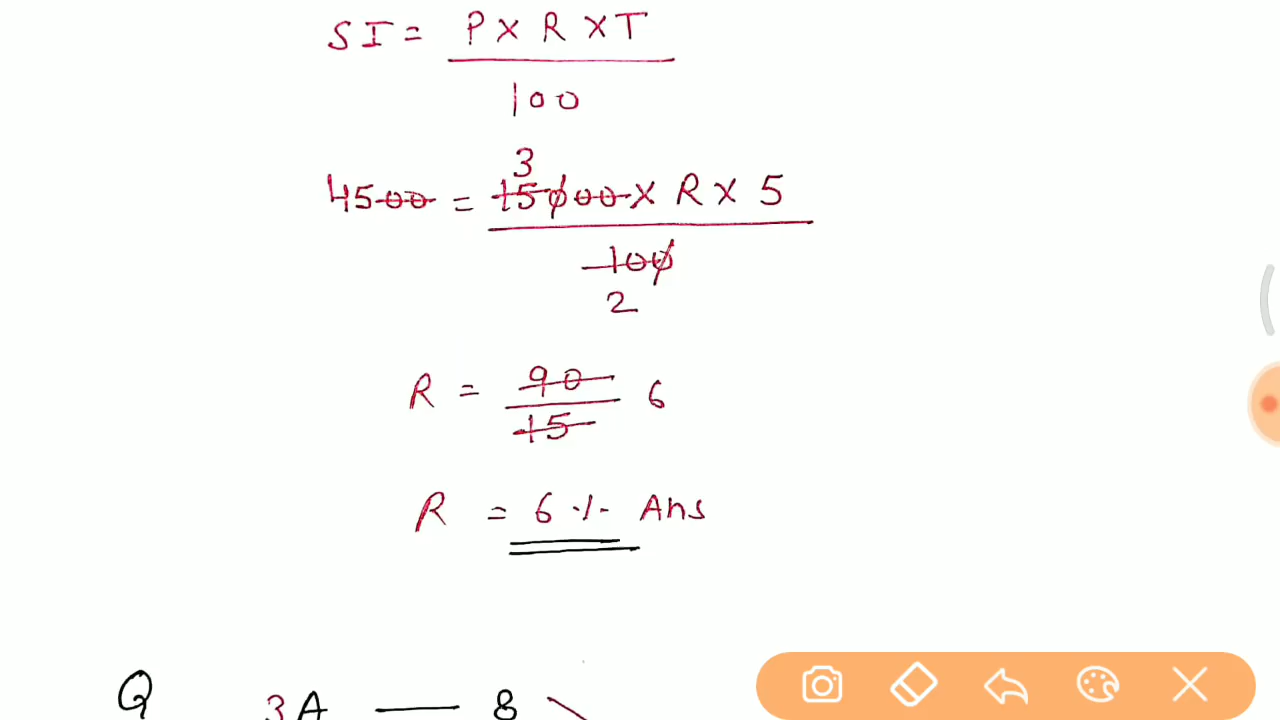 SI = P × R × T
100
3
4500 = 15000 × R × 5
100
2
R = 90 6
15
R = 6 % Ans
Q 3A — 8